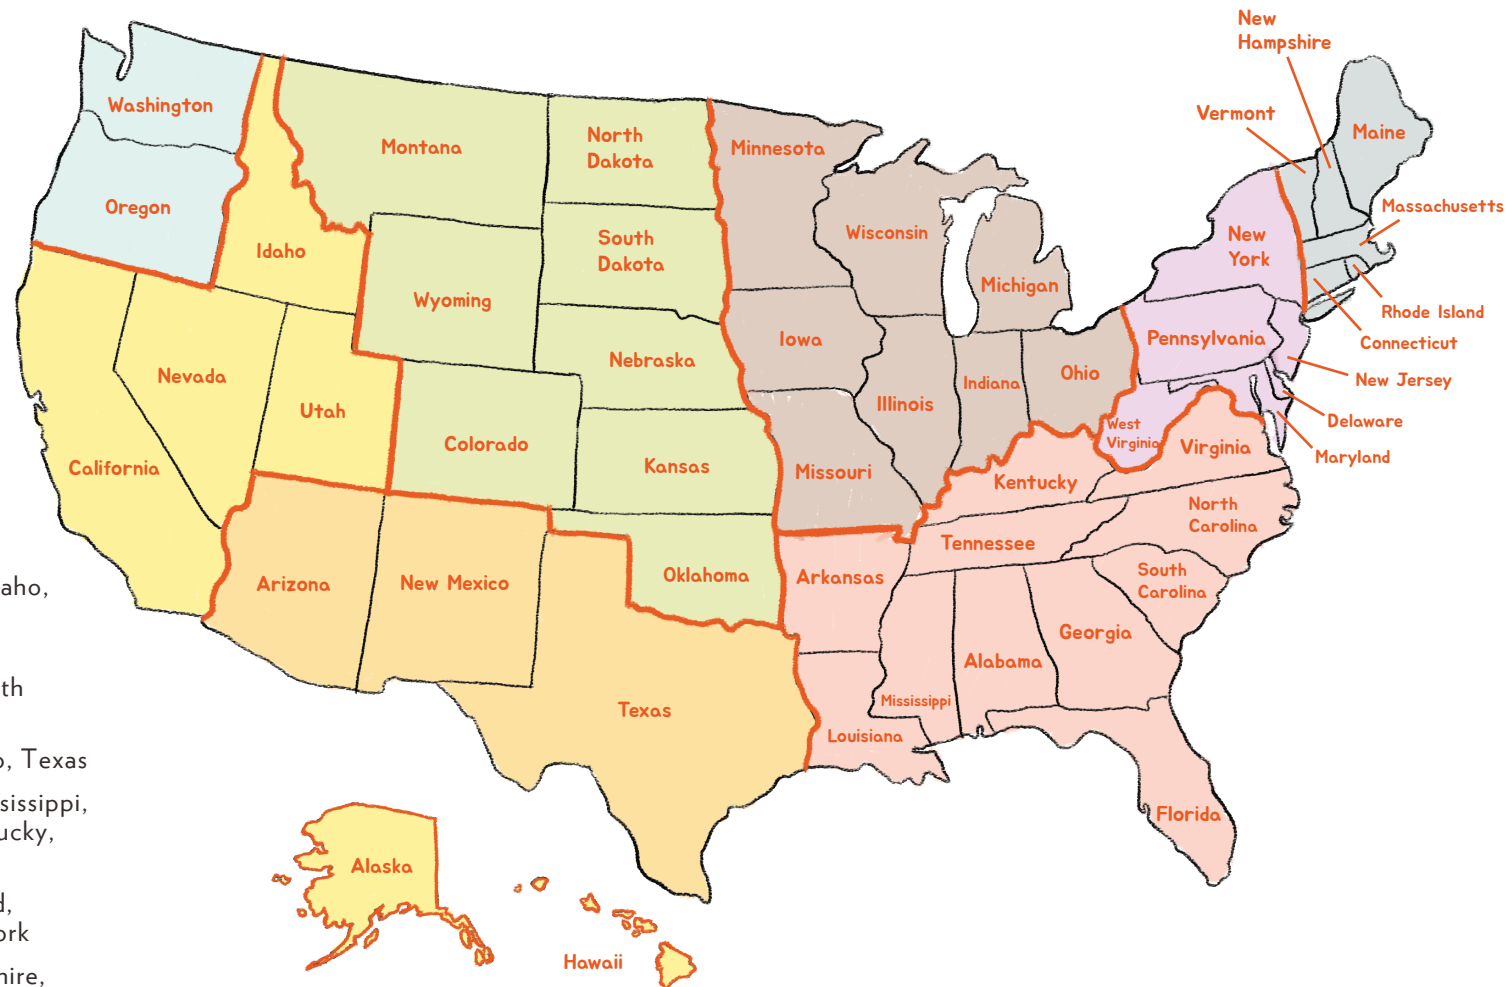 New
Hampshire
Vermont
Maine
Washington
Montana
North
Dakota
Minnesota
Oregon
Massachusetts
Idaho
South
Dakota
Wisconsin
New
York
Wyoming
Michigan
Rhode Island
Iowa
Pennsylvania
Connecticut
Nevada
Nebraska
Indiana
Ohio
New Jersey
Utah
Illinois
Delaware
California
Colorado
Kansas
Missouri
Kentucky
West
Virginia
Virginia
Maryland
North
Carolina
Tennessee
Arizona
New Mexico
Oklahoma
Arkansas
South
Carolina
aho,
Georgia
Alabama
th
Texas
Mississippi
Louisiana
o, Texas
sissippi,
ucky,
Florida
Alaska
d,
ork
Hawaii
hire,